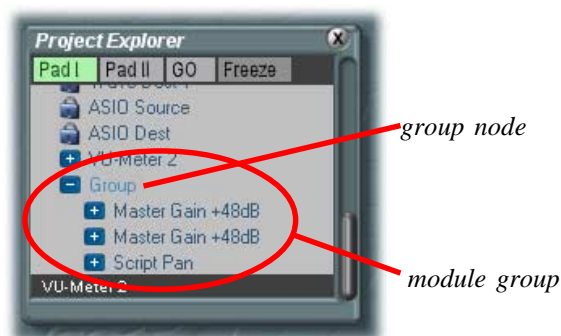 Project Explorer
X
Pad I Pad II GO Freeze
ASIO Source
ASIO Dest
group node
VU-Meter 2
Group
Master Gain +48dB
Master Gain +48dB
Script Pan
module group
VU-Meter 2